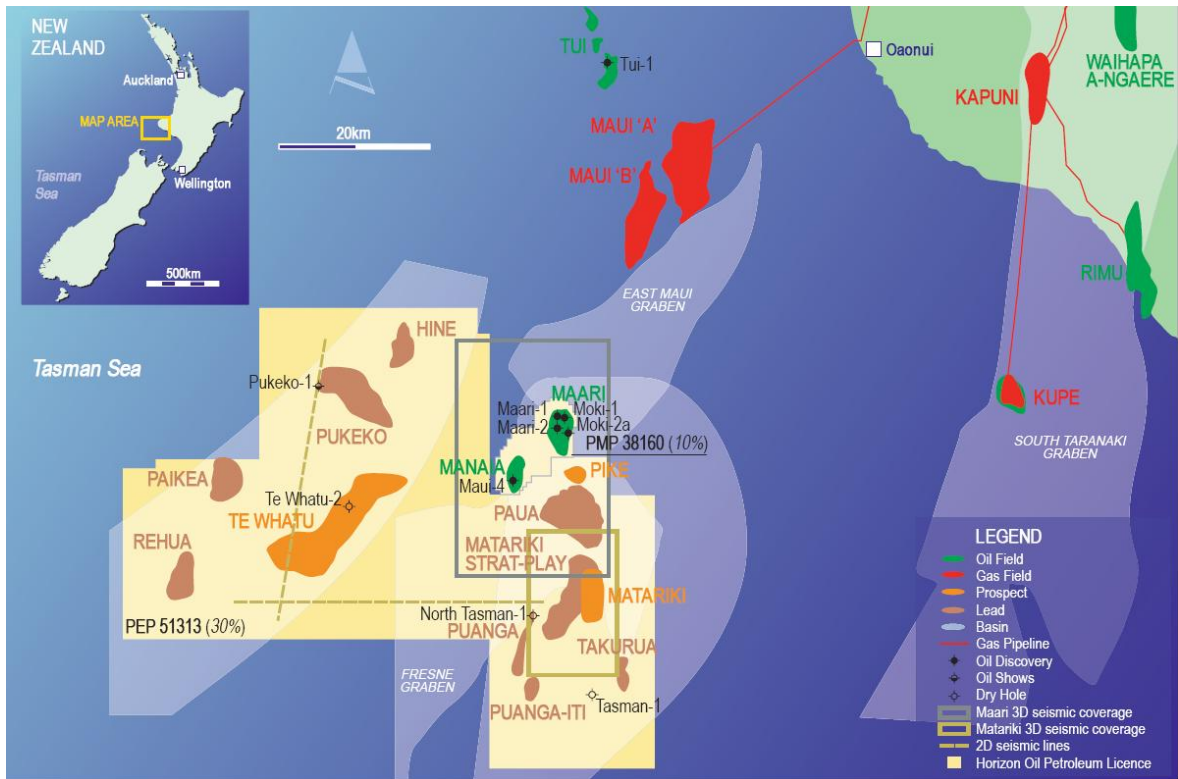 NEW
ZEALAND
Auckland
MAP AREA
Tasman
Sea
Wellington
500km
20km
TUI
Tui-1
Oaonui
WAIHAPA
A-NGAERE
KAPUNI
MAUI ‘A’
MAUI ‘B’
RIMU
EAST MAUI
GRABEN
Tasman Sea
HINE
Pukeko-1
PUKEKO
MAARI
Maari-1
Moki-1
Maari-2
Moki-2a
PMP 38160 (10%)
KUPE
SOUTH TARANAKI
GRABEN
MANAIA
Maui-4
PIKE
PAIKEA
Te Whatu-2
TE WHATU
PAUA
REHUA
MATARIKI
STRAT-PLAY
MATARIKI
North Tasman-1
PUANGA
PEP 51313 (30%)
TAKURUA
FRESNE
GRABEN
PUANGA-ITI
Tasman-1
LEGEND
Oil Field
Gas Field
Prospect
Lead
Basin
Gas Pipeline
Oil Discovery
Oil Shows
Dry Hole
Maari 3D seismic coverage
Matariki 3D seismic coverage
2D seismic lines
Horizon Oil Petroleum Licence